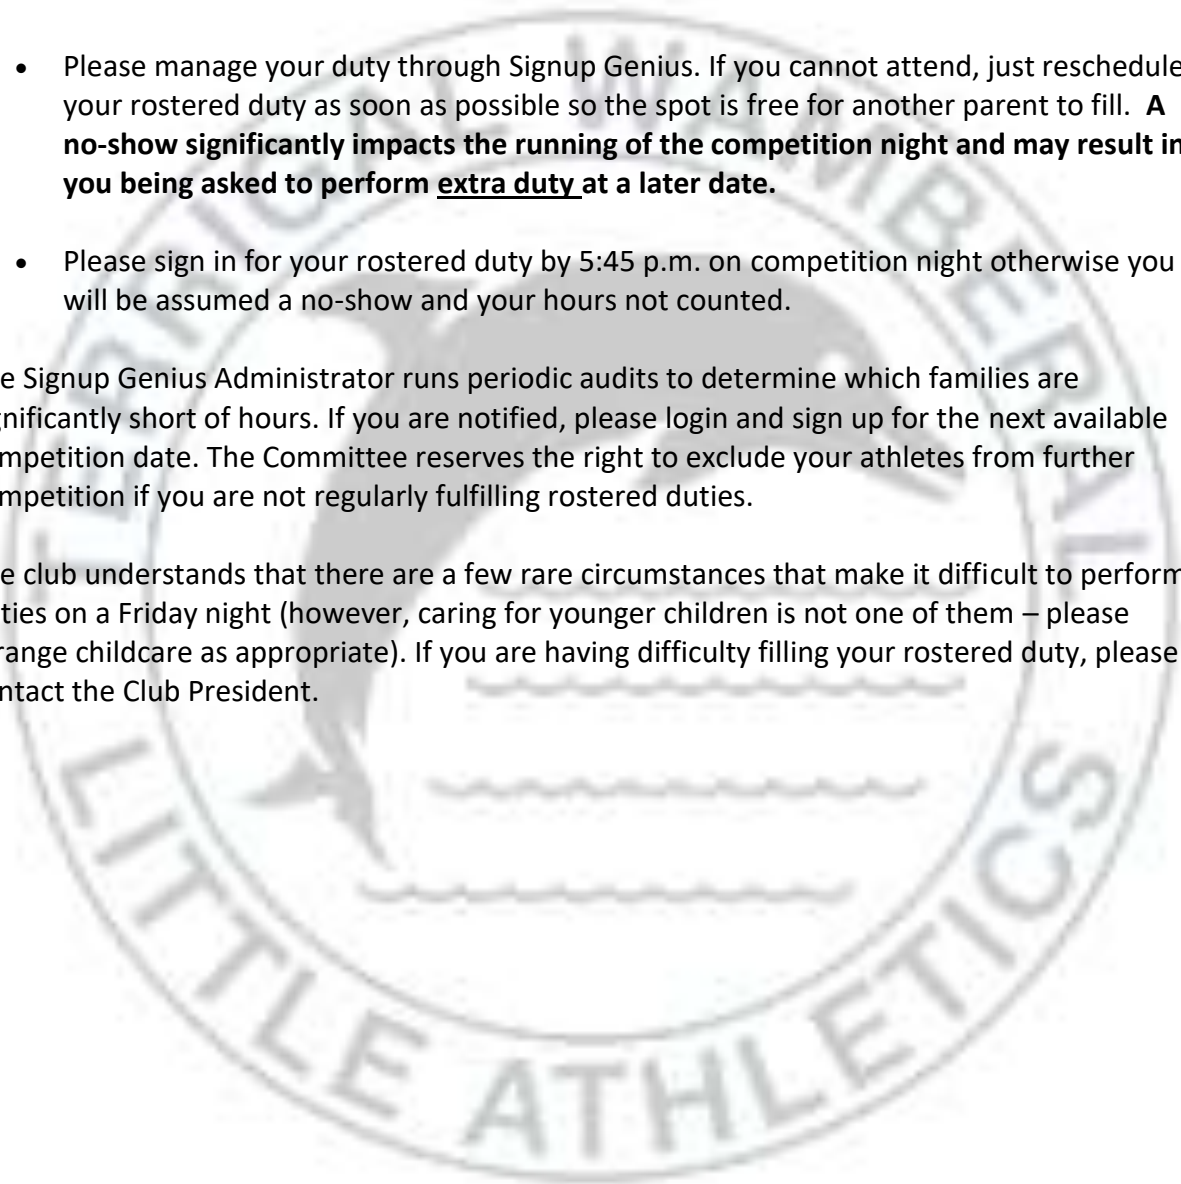 • Please manage your duty through Signup Genius. If you cannot attend, just reschedule
your rostered duty as soon as possible so the spot is free for another parent to fill. A
no-show significantly impacts the running of the competition night and may result in
you being asked to perform extra duty at a later date.
• Please sign in for your rostered duty by 5:45 p.m. on competition night otherwise you
will be assumed a no-show and your hours not counted.
e Signup Genius Administrator runs periodic audits to determine which families are
gnificantly short of hours. If you are notified, please login and sign up for the next available
mpetition date. The Committee reserves the right to exclude your athletes from further
mpetition if you are not regularly fulfilling rostered duties.
e club understands that there are a few rare circumstances that make it difficult to perform
ties on a Friday night (however, caring for younger children is not one of them – please
range childcare as appropriate). If you are having difficulty filling your rostered duty, please
ntact the Club President.
TERRIGAL WAMBERAL
LITTLE ATHLETICS